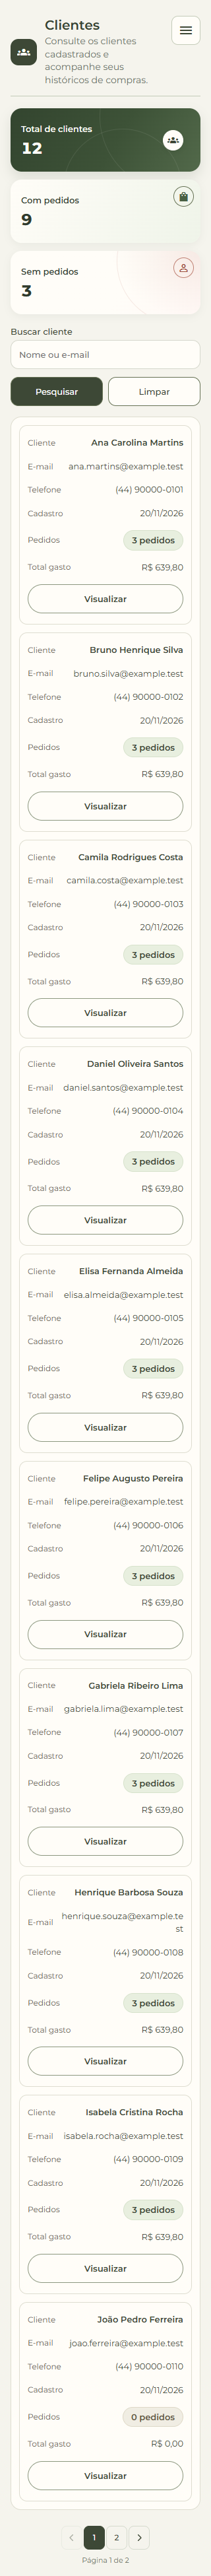 Clientes
Consulte os clientes
cadastrados e
acompanhe seus
históricos de compras.
Total de clientes
12
Com pedidos
9
Sem pedidos
3
Buscar cliente
Nome ou e-mail
Pesquisar Limpar
Cliente Ana Carolina Martins
E-mail ana.martins@example.test
Telefone (44) 90000-0101
Cadastro 20/11/2026
Pedidos 3 pedidos
Total gasto R$ 639,80
Visualizar
Cliente Bruno Henrique Silva
E-mail bruno.silva@example.test
Telefone (44) 90000-0102
Cadastro 20/11/2026
Pedidos 3 pedidos
Total gasto R$ 639,80
Visualizar
Cliente Camila Rodrigues Costa
E-mail camila.costa@example.test
Telefone (44) 90000-0103
Cadastro 20/11/2026
Pedidos 3 pedidos
Total gasto R$ 639,80
Visualizar
Cliente Daniel Oliveira Santos
E-mail daniel.santos@example.test
Telefone (44) 90000-0104
Cadastro 20/11/2026
Pedidos 3 pedidos
Total gasto R$ 639,80
Visualizar
Cliente Elisa Fernanda Almeida
E-mail elisa.almeida@example.test
Telefone (44) 90000-0105
Cadastro 20/11/2026
Pedidos 3 pedidos
Total gasto R$ 639,80
Visualizar
Cliente Felipe Augusto Pereira
E-mail felipe.pereira@example.test
Telefone (44) 90000-0106
Cadastro 20/11/2026
Pedidos 3 pedidos
Total gasto R$ 639,80
Visualizar
Cliente Gabriela Ribeiro Lima
E-mail gabriela.lima@example.test
Telefone (44) 90000-0107
Cadastro 20/11/2026
Pedidos 3 pedidos
Total gasto R$ 639,80
Visualizar
Cliente Henrique Barbosa Souza
E-mail henrique.souza@example.te
st
Telefone (44) 90000-0108
Cadastro 20/11/2026
Pedidos 3 pedidos
Total gasto R$ 639,80
Visualizar
Cliente Isabela Cristina Rocha
E-mail isabela.rocha@example.test
Telefone (44) 90000-0109
Cadastro 20/11/2026
Pedidos 3 pedidos
Total gasto R$ 639,80
Visualizar
Cliente João Pedro Ferreira
E-mail joao.ferreira@example.test
Telefone (44) 90000-0110
Cadastro 20/11/2026
Pedidos 0 pedidos
Total gasto R$ 0,00
Visualizar
1 2
Página 1 de 2